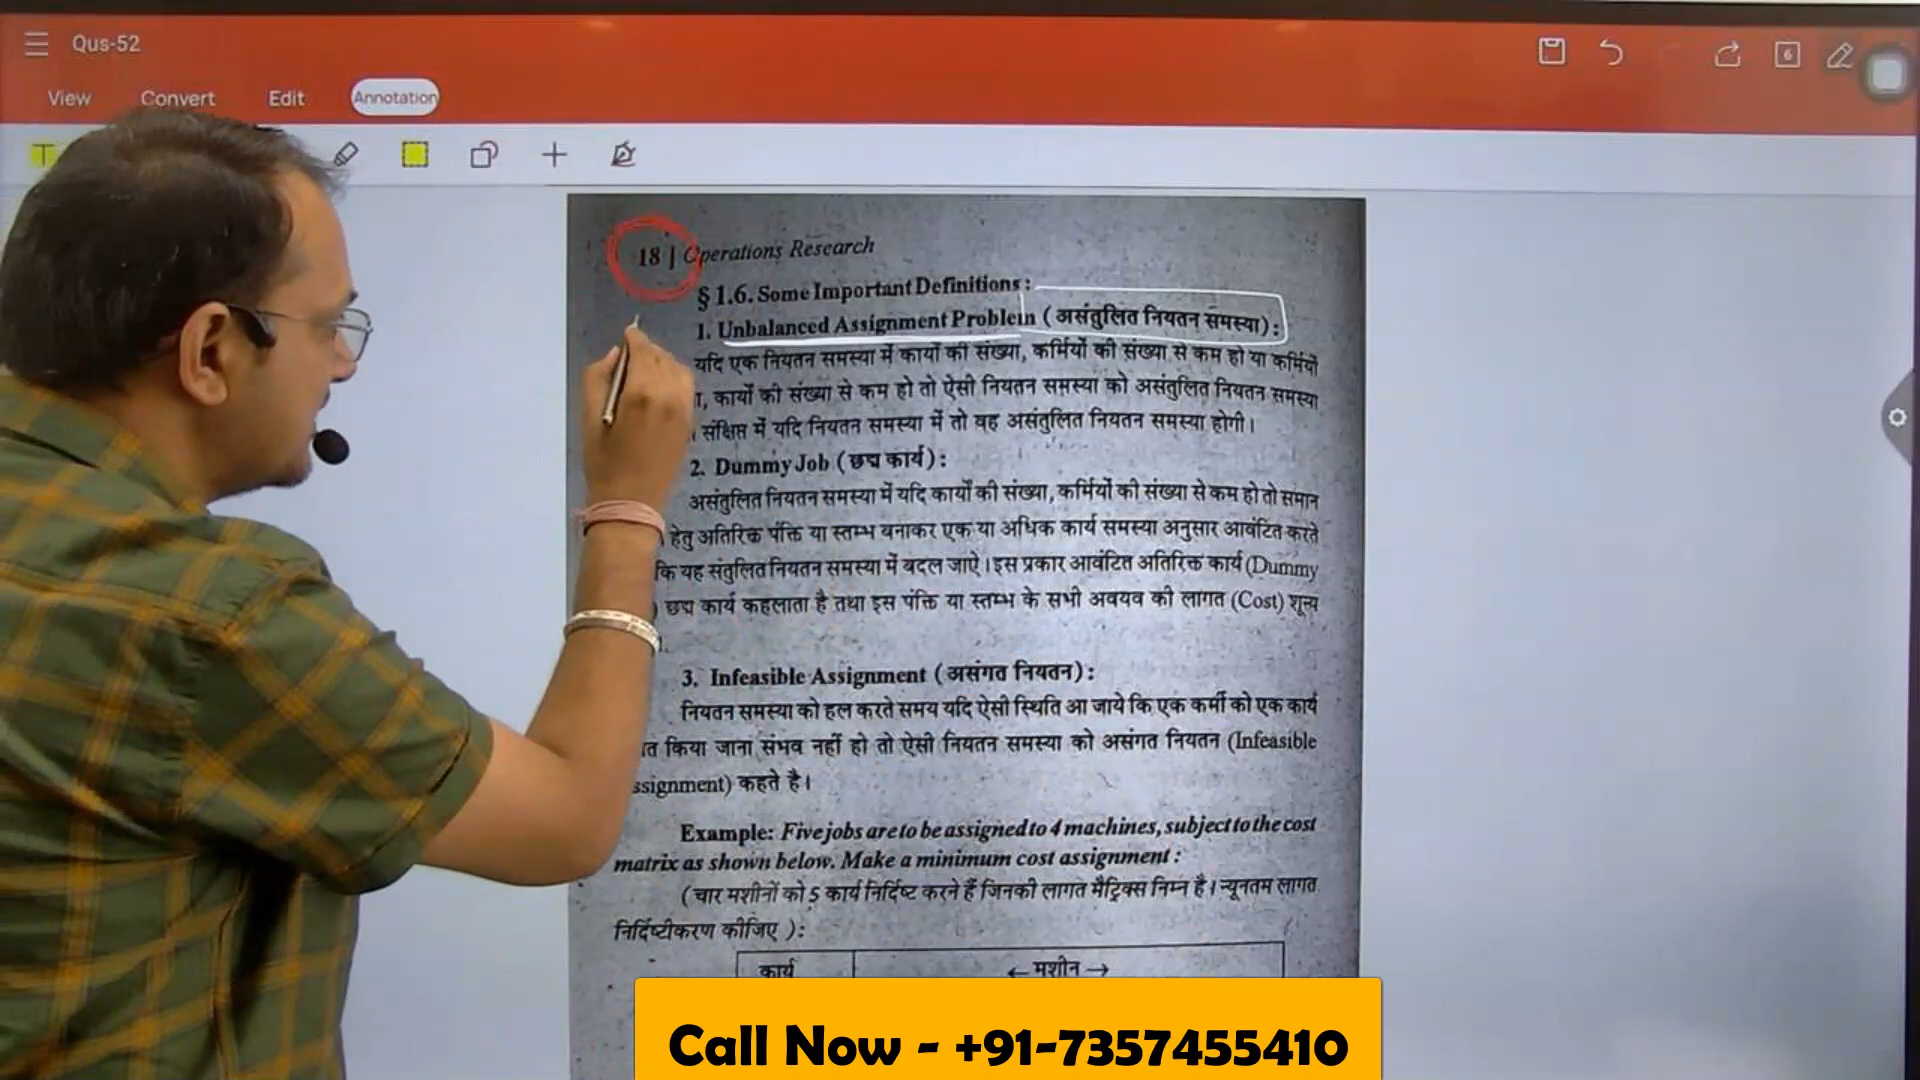 Qus-52
View Convert Edit Annotation
T
6
18 | Operations Research
§ 1.6. Some Important Definitions :
1. Unbalanced Assignment Problem ( असंतुलित नियतन समस्या ) :
यदि एक नियतन समस्या में कार्यों की संख्या, कर्मियों की संख्या से कम हो या कर्मियों
, कार्यों की संख्या से कम हो तो ऐसी नियतन समस्या को असंतुलित नियतन समस्या
। संक्षिप्त में यदि नियतन समस्या में तो वह असंतुलित नियतन समस्या होगी ।
2. Dummy Job ( छद्म कार्य ) :
असंतुलित नियतन समस्या में यदि कार्यों की संख्या, कर्मियों की संख्या से कम हो तो समान
हेतु अतिरिक्त पंक्ति या स्तम्भ बनाकर एक या अधिक कार्य समस्या अनुसार आवंटित करते
कि यह संतुलित नियतन समस्या में बदल जाऐ । इस प्रकार आवंटित अतिरिक्त कार्य (Dummy
) छद्म कार्य कहलाता है तथा इस पंक्ति या स्तम्भ के सभी अवयव की लागत (Cost) शून्य
3. Infeasible Assignment ( असंगत नियतन ) :
नियतन समस्या को हल करते समय यदि ऐसी स्थिति आ जाये कि एक कर्मी को एक कार्य
त किया जाना संभव नहीं हो तो ऐसी नियतन समस्या को असंगत नियतन (Infeasible
ssignment) कहते है ।
Example: Five jobs are to be assigned to 4 machines, subject to the cost
matrix as shown below. Make a minimum cost assignment :
( चार मशीनों को 5 कार्य निर्दिष्ट करने हैं जिनकी लागत मैट्रिक्स निम्न है । न्यूनतम लागत
निर्दिष्टीकरण कीजिए ) :
कार्य ← मशीन →
Call Now - +91-7357455410